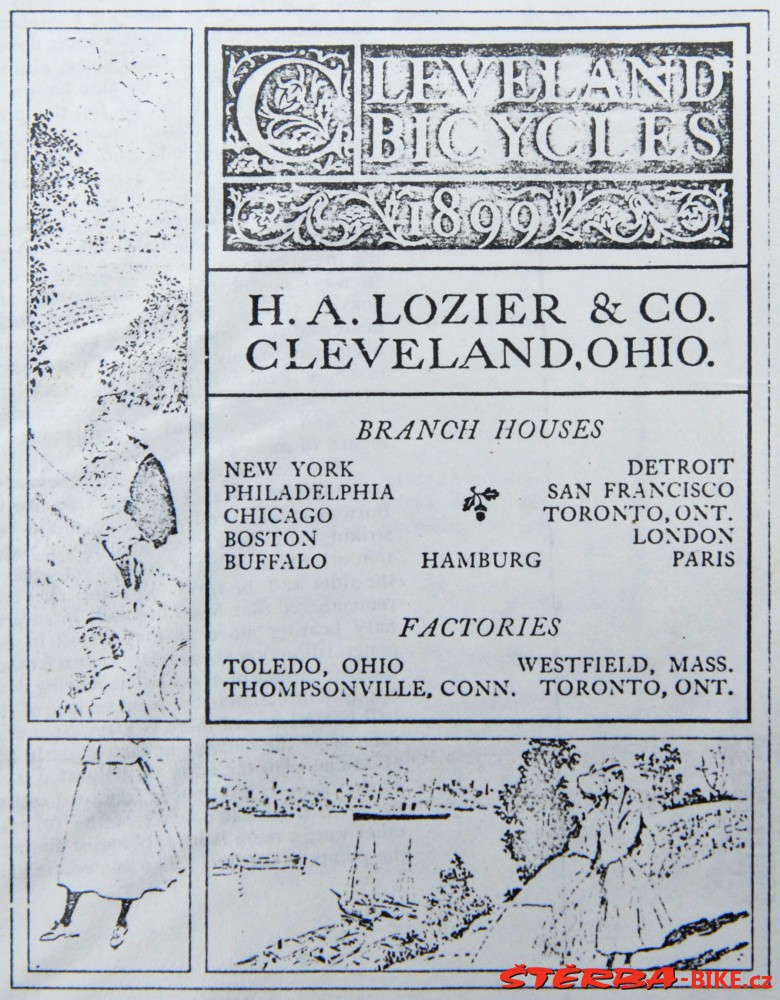 CLEVELAND
BICYCLES
1899
H. A. LOZIER & CO.
CLEVELAND, OHIO.
BRANCH HOUSES
NEW YORK DETROIT
PHILADELPHIA SAN FRANCISCO
CHICAGO TORONTO, ONT.
BOSTON LONDON
BUFFALO HAMBURG PARIS
FACTORIES
TOLEDO, OHIO WESTFIELD, MASS.
THOMPSONVILLE, CONN. TORONTO, ONT.
ŠTĚRBA-BIKE.cz